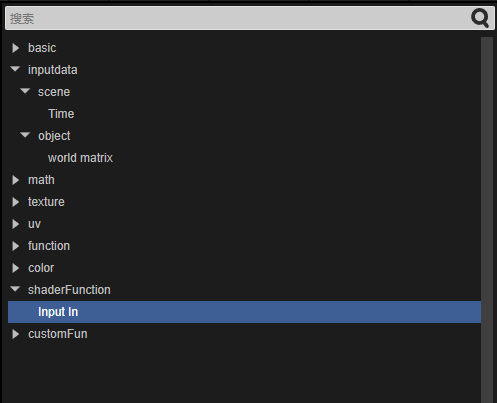 搜索
basic
inputdata
scene
Time
object
world matrix
math
texture
uv
function
color
shaderFunction
Input In
customFun